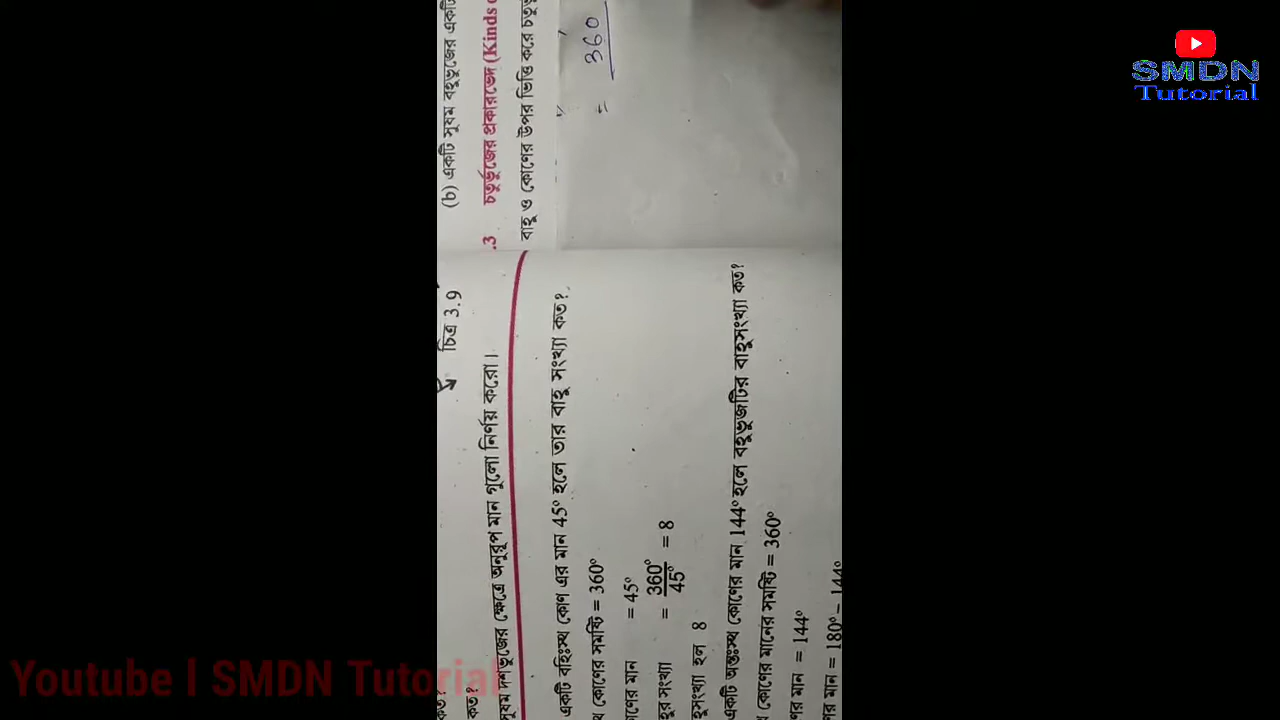 SMDN
Tutorial
চিত্র 3.9
কত?
কত?
সুষম দশভূজের ক্ষেত্রে অনুরূপ মান গুলো নির্ণয় করো।
একটি বহিঃস্থ কোণ এর মান 45° হলে তার বাহু সংখ্যা কত?
কোণের সমষ্টি = 360°
মান = 45°
সংখ্যা = 360°/45° = 8
হল 8
একটি অন্তঃস্থ কোণের মান 144° হলে বহুভুজটির বাহুসংখ্যা কত?
কোণের মানের সমষ্টি = 360°
মান = 144°
মান = 180° – 144°
(b) একটি সুষম বহুভুজের একটি
.3 চতুর্ভুজের প্রকারভেদ (Kinds
বাহু ও কোণের উপর ভিত্তি করে
= 360
Youtube l SMDN Tutorial